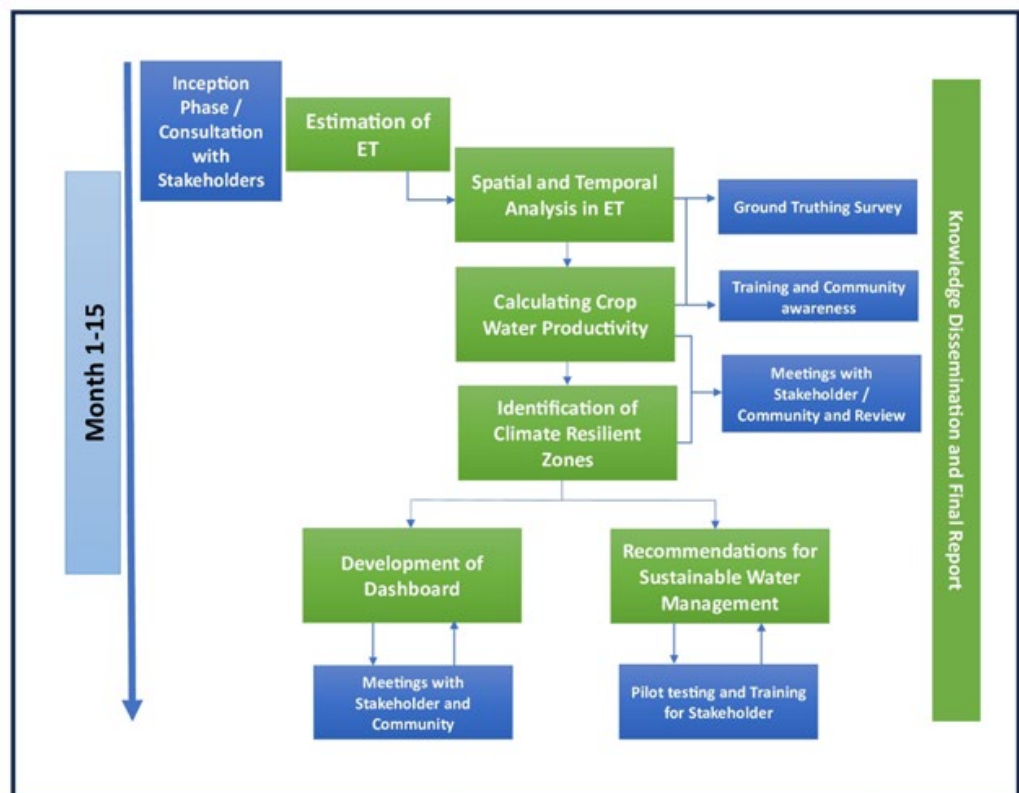 Inception
Phase /
Consultation
with
Stakeholders
Estimation of
ET
Spatial and Temporal
Analysis in ET
Ground Truthing Survey
Calculating Crop
Water Productivity
Training and Community
awareness
Identification of
Climate Resilient
Zones
Meetings with
Stakeholder /
Community and Review
Month 1-15
Development of
Dashboard
Recommendations for
Sustainable Water
Management
Meetings with
Stakeholder and
Community
Pilot testing and Training
for Stakeholder
Knowledge Dissemination and Final Report